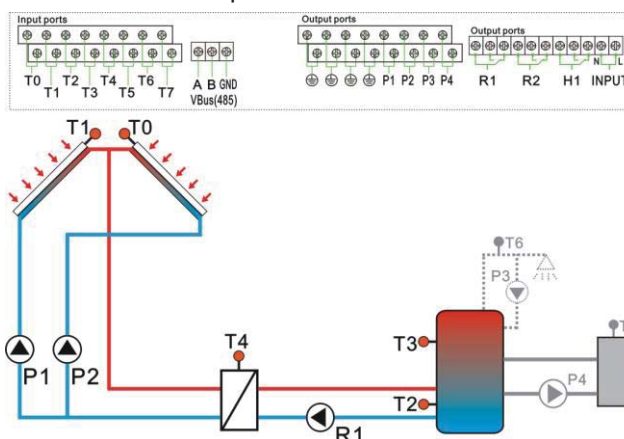 Input ports
T0 T1 T2 T3 T4 T5 T6 T7
A B GND
VBus(485)
Output ports
P1 P2 P3 P4
Output ports
R1 R2 H1 INPUT
N L
T1 T0
T6
P3
T4
T3
T2
P1 P2
R1
P4